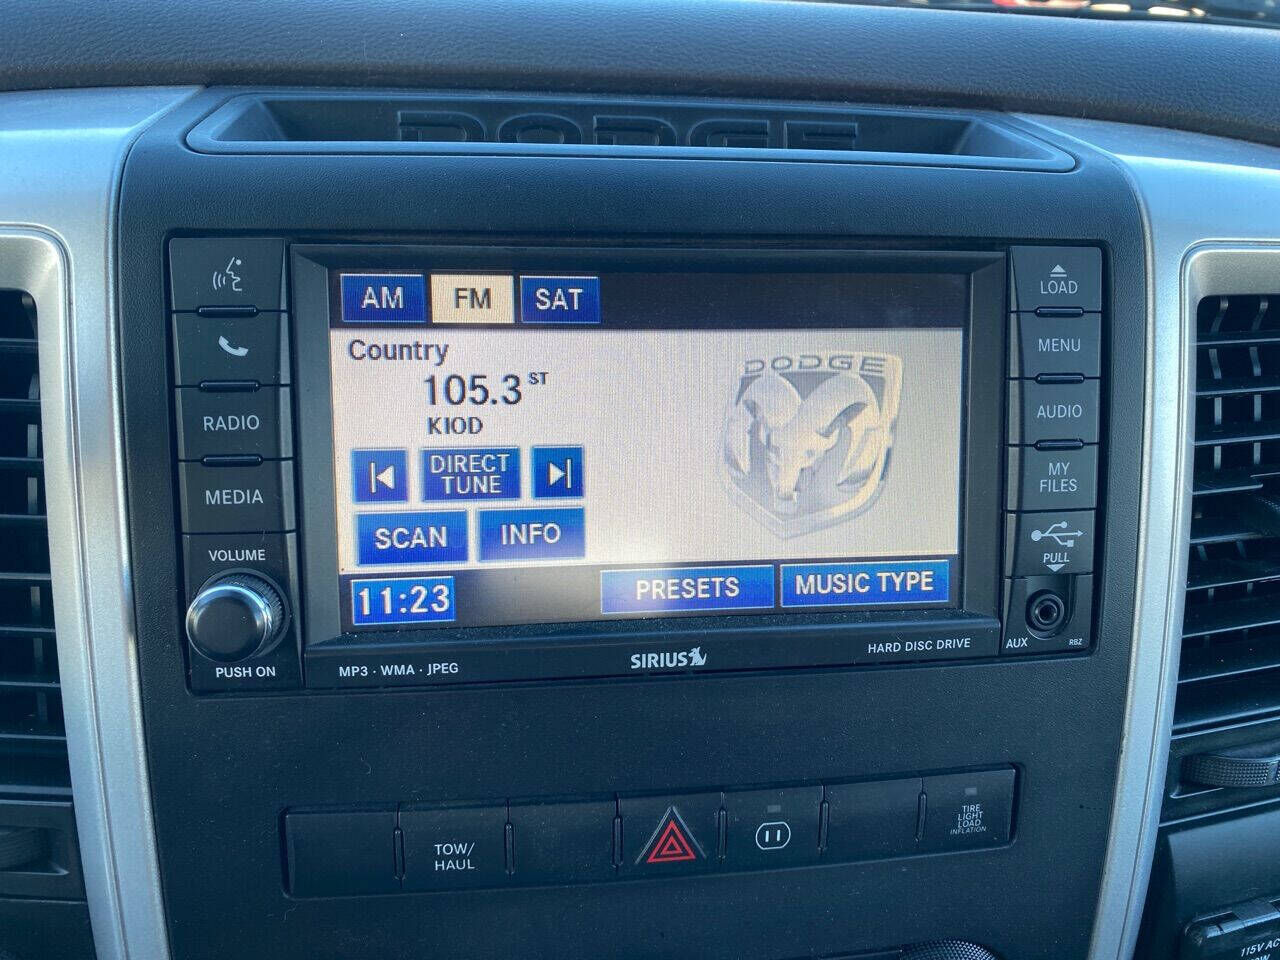 DODGE
LOAD
AM FM SAT
Country
105.3 ST
KIOD
DODGE
DIRECT
TUNE
SCAN INFO
11:23
PRESETS
MUSIC TYPE
RADIO
MEDIA
VOLUME
PUSH ON
MENU
AUDIO
MY
FILES
PULL
AUX
RBZ
MP3 · WMA · JPEG
SIRIUS
HARD DISC DRIVE
TOW/
HAUL
TIRE
LIGHT
LOAD
INFLATION
115V AC